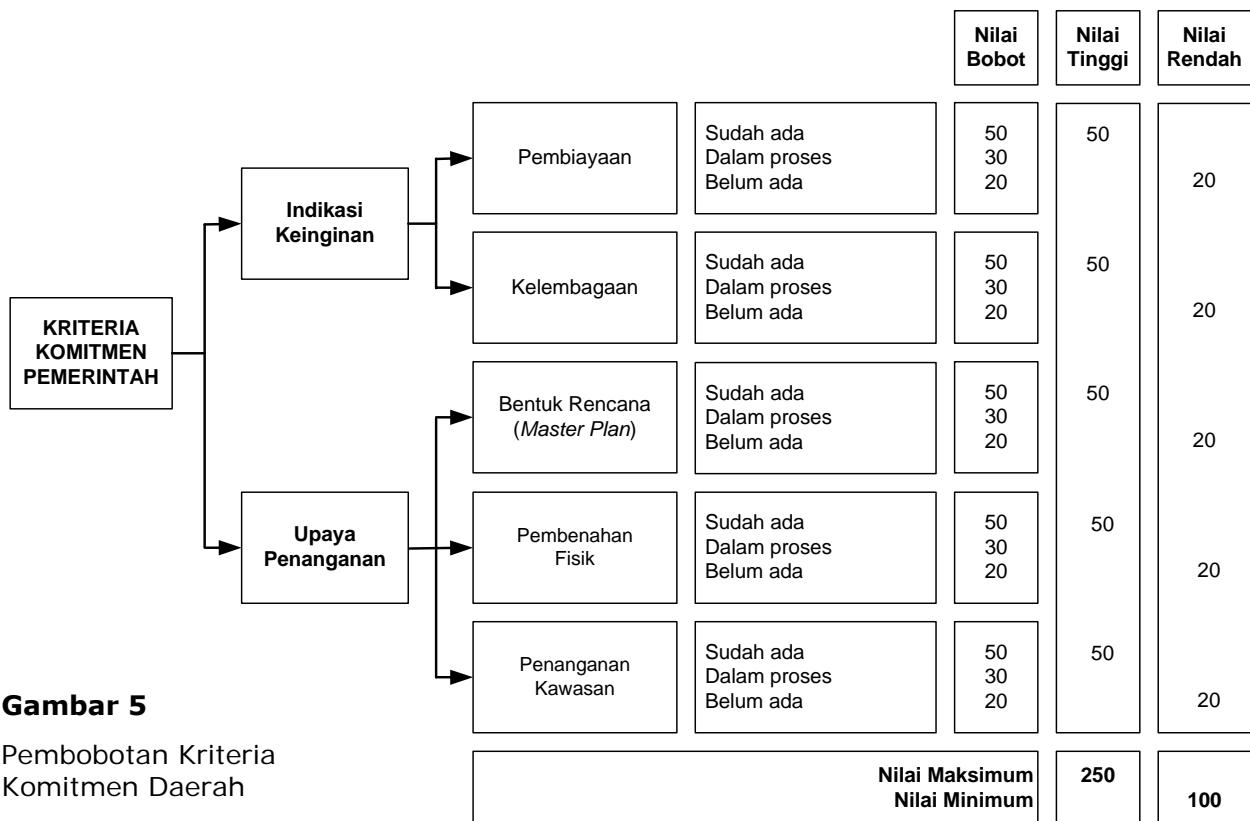 Nilai Bobot
Nilai Tinggi
Nilai Rendah
KRITERIA
KOMITMEN
PEMERINTAH
Indikasi
Keinginan
Pembiayaan
Sudah ada 50 50
Dalam proses 30
Belum ada 20 20
Kelembagaan
Sudah ada 50 50
Dalam proses 30
Belum ada 20 20
Upaya
Penanganan
Bentuk Rencana
(Master Plan)
Sudah ada 50 50
Dalam proses 30
Belum ada 20 20
Pembenahan
Fisik
Sudah ada 50 50
Dalam proses 30
Belum ada 20 20
Penanganan
Kawasan
Sudah ada 50 50
Dalam proses 30
Belum ada 20 20
Nilai Maksimum 250
Nilai Minimum 100
Gambar 5
Pembobotan Kriteria
Komitmen Daerah